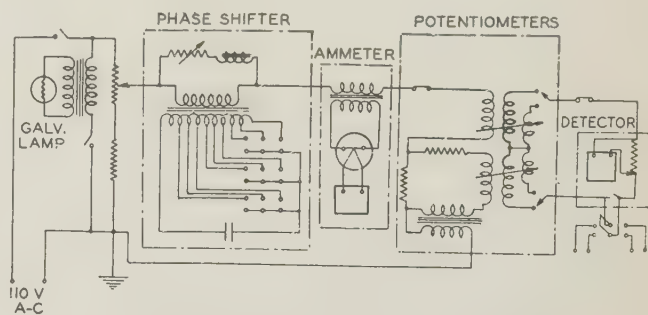 PHASE SHIFTER
POTENTIOMETERS
AMMETER
GALV.
LAMP
DETECTOR
110 V
A-C